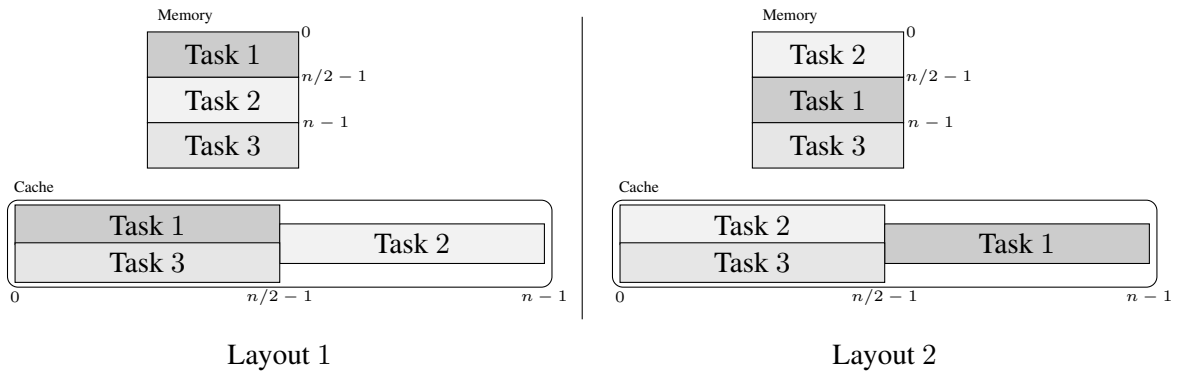 Memory
Task 1
0
n/2 − 1
Task 2
n − 1
Task 3
Cache
Task 1
Task 2
Task 3
0
n/2 − 1
n − 1
Layout 1
Memory
Task 2
0
n/2 − 1
Task 1
n − 1
Task 3
Cache
Task 2
Task 1
Task 3
0
n/2 − 1
n − 1
Layout 2